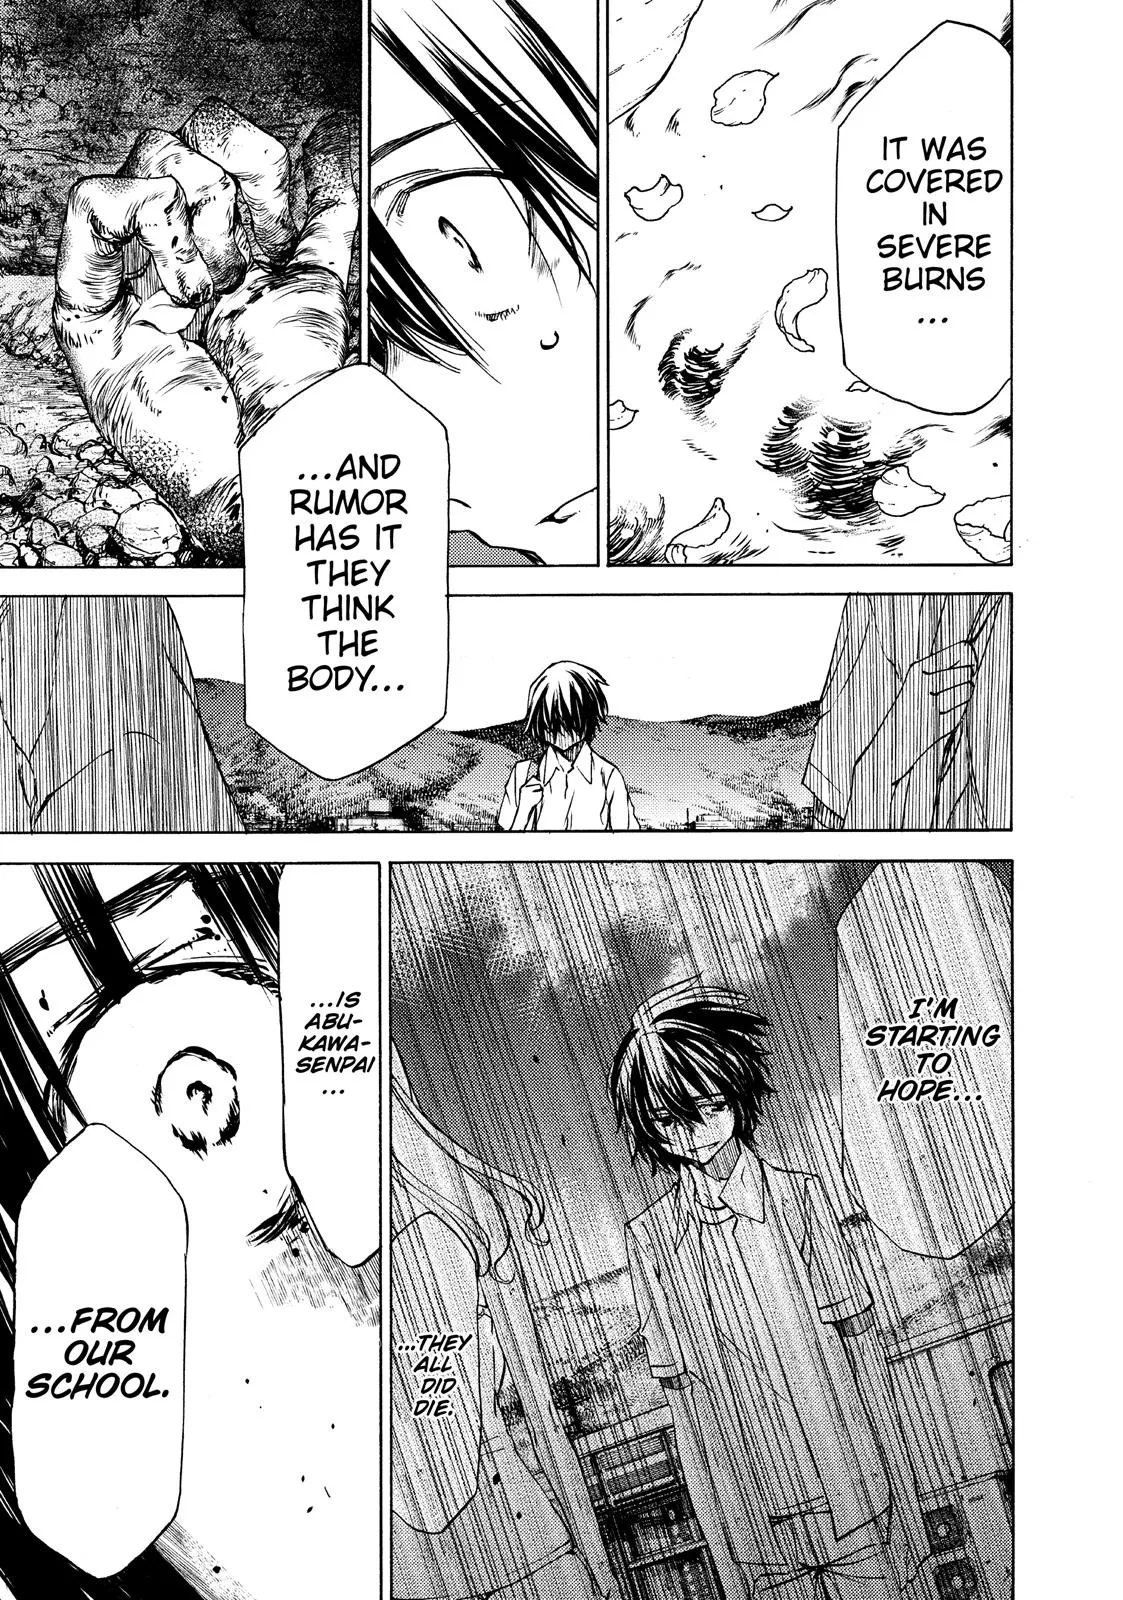 IT WAS
COVERED
IN
SEVERE
BURNS
...
...AND
RUMOR
HAS IT
THEY
THINK
THE
BODY...
I'M
STARTING
TO
HOPE...
...THEY
ALL
DID
DIE.
...IS
ABU-
KAWA-
SENPAI
...
...FROM
OUR
SCHOOL.